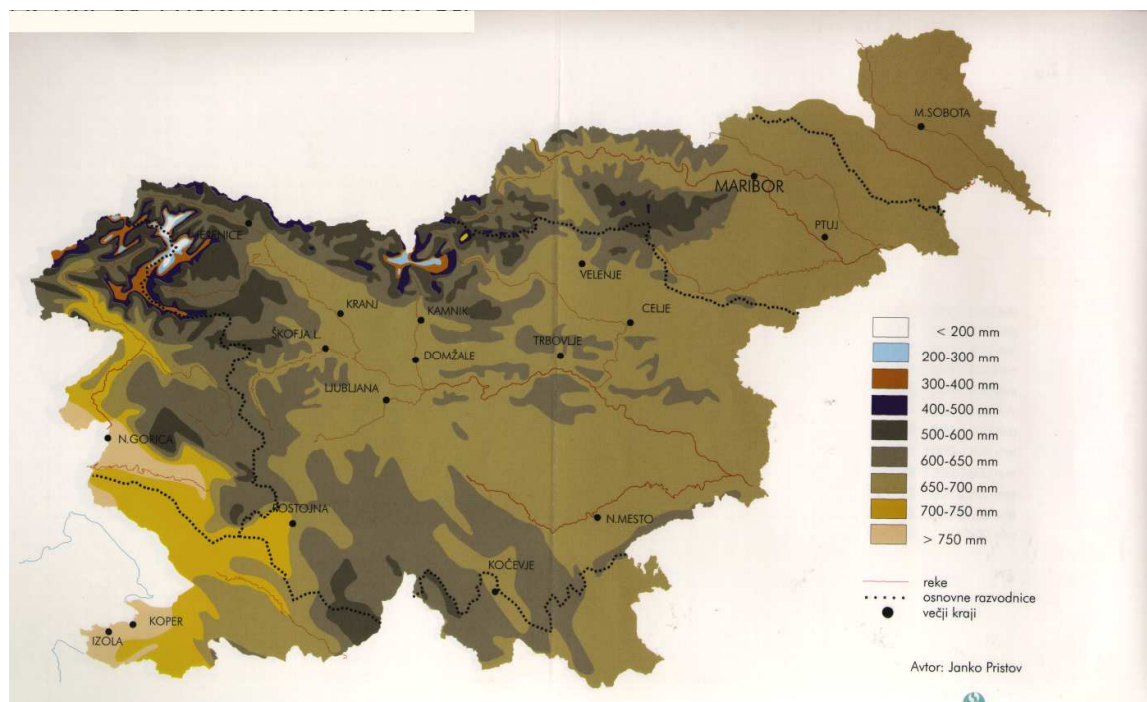 M.SOBOTA
MARIBOR
PTUJ
JESENICE
VELENJE
KRANJ
KAMNIK
CELJE
ŠKOFJA L.
DOMŽALE
TRBOVLJE
LJUBLJANA
N.GORICA
POSTOJNA
N.MESTO
KOČEVJE
KOPER
IZOLA
< 200 mm
200-300 mm
300-400 mm
400-500 mm
500-600 mm
600-650 mm
650-700 mm
700-750 mm
> 750 mm
reke
osnovne razvodnice
večji kraji
Avtor: Janko Pristov